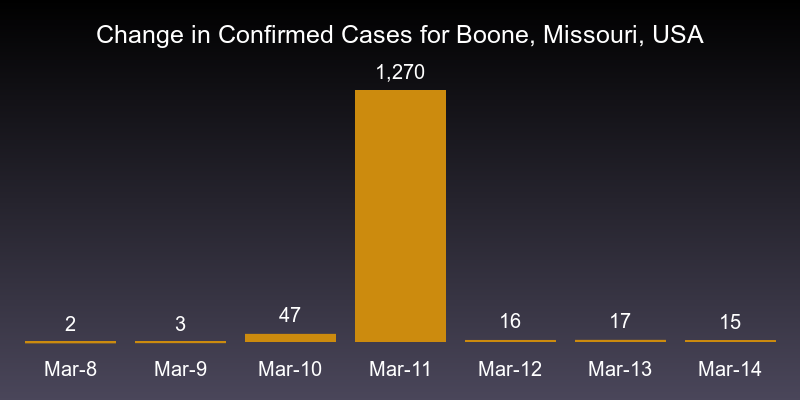 Change in Confirmed Cases for Boone, Missouri, USA
1,270
2
3
47
16
17
15
Mar-8
Mar-9
Mar-10
Mar-11
Mar-12
Mar-13
Mar-14